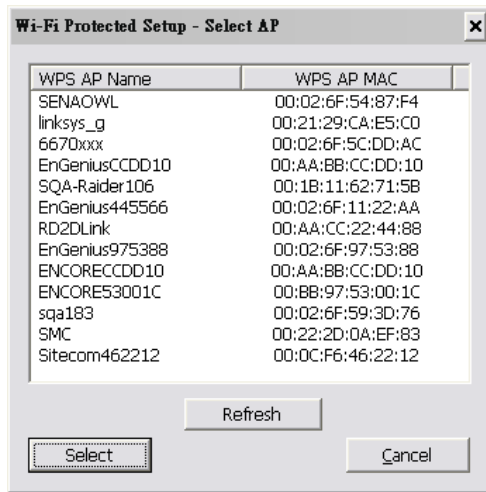 Wi-Fi Protected Setup - Select AP
WPS AP Name WPS AP MAC
SENAOWL 00:02:6F:54:87:F4
linksys_g 00:21:29:CA:E5:C0
6670xxx 00:02:6F:5C:DD:AC
EnGeniusCCDD10 00:AA:BB:CC:DD:10
SQA-Raider106 00:1B:11:62:71:5B
EnGenius445566 00:02:6F:11:22:AA
RD2DLink 00:AA:CC:22:44:88
EnGenius975388 00:02:6F:97:53:88
ENCORECCDD10 00:AA:BB:CC:DD:10
ENCORE53001C 00:BB:97:53:00:1C
sqa183 00:02:6F:59:3D:76
SMC 00:22:2D:0A:EF:83
Sitecom462212 00:0C:F6:46:22:12
Refresh
Select Cancel